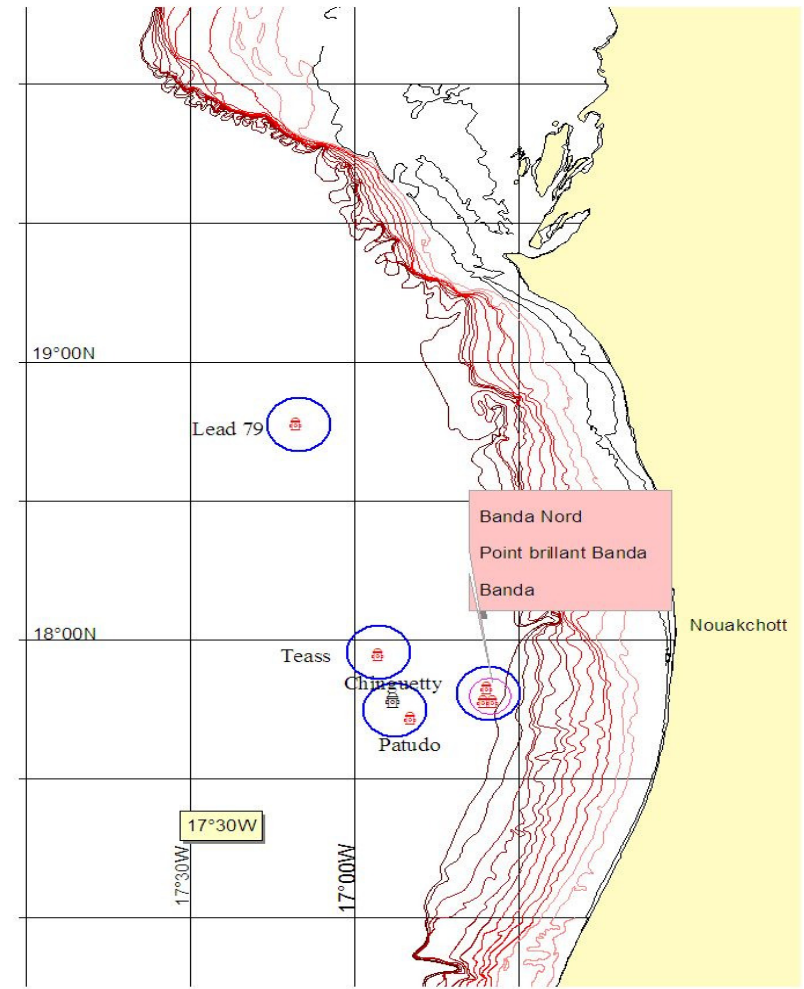 19°00N
Lead 79
Banda Nord
Point brillant Banda
Banda
18°00N
Nouakchott
Teass
Chinguetty
Patudo
17°30W
17°30W
17°00W